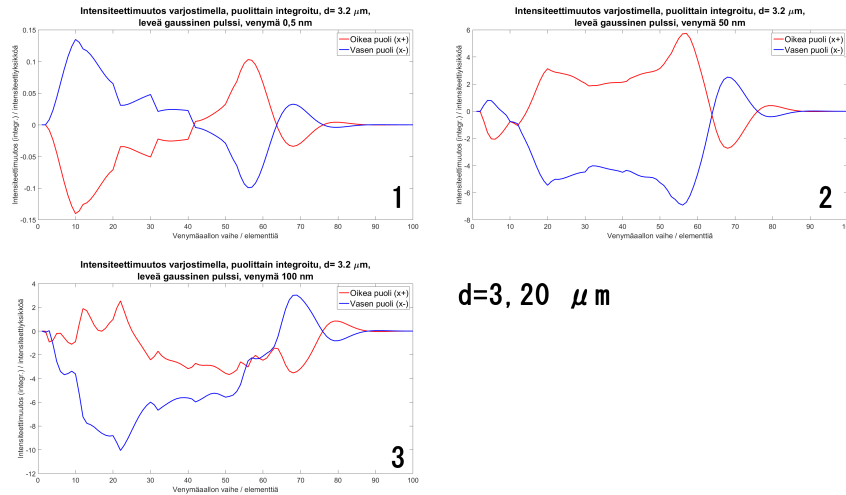 Intensiteettimuutos varjostimella, puolittain integroitu, d= 3.2 μm,
leveä gaussinen pulssi, venymä 0,5 nm
Intensiteettimuutos (integr.) / intensiteettiyksikköä
0.15
0.1
0.05
0
-0.05
-0.1
-0.15
Oikea puoli (x+)
Vasen puoli (x-)
1
0 10 20 30 40 50 60 70 80 90 100
Venymäaallon vaihe / elementtiä
Intensiteettimuutos varjostimella, puolittain integroitu, d= 3.2 μm,
leveä gaussinen pulssi, venymä 50 nm
Intensiteettimuutos (integr.) / intensiteettiyksikköä
6
4
2
0
-2
-4
-6
-8
Oikea puoli (x+)
Vasen puoli (x-)
2
0 10 20 30 40 50 60 70 80 90 100
Venymäaallon vaihe / elementtiä
Intensiteettimuutos varjostimella, puolittain integroitu, d= 3.2 μm,
leveä gaussinen pulssi, venymä 100 nm
Intensiteettimuutos (integr.) / intensiteettiyksikköä
4
2
0
-2
-4
-6
-8
-10
-12
Oikea puoli (x+)
Vasen puoli (x-)
3
0 10 20 30 40 50 60 70 80 90 100
Venymäaallon vaihe / elementtiä
d=3,20 μm